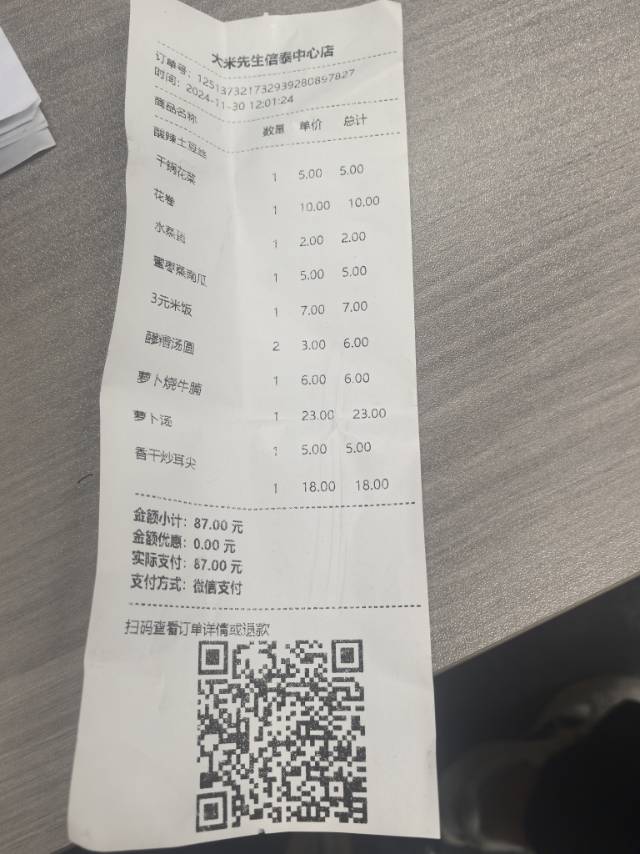 大米先生信泰中心店
订单号：125137321732939280897827
时间：2024-11-30 12:01:24
商品名称 数量 单价 总计
酸辣土豆丝
1 5.00 5.00
干锅花菜
1 10.00 10.00
花卷
1 2.00 2.00
水蒸蛋
1 5.00 5.00
蜜枣蒸南瓜
1 7.00 7.00
3元米饭
2 3.00 6.00
醪糟汤圆
1 6.00 6.00
萝卜烧牛腩
1 23.00 23.00
萝卜汤
1 5.00 5.00
香干炒耳尖
1 18.00 18.00
金额小计：87.00 元
金额优惠：0.00 元
实际支付：87.00 元
支付方式：微信支付
扫码查看订单详情或退款